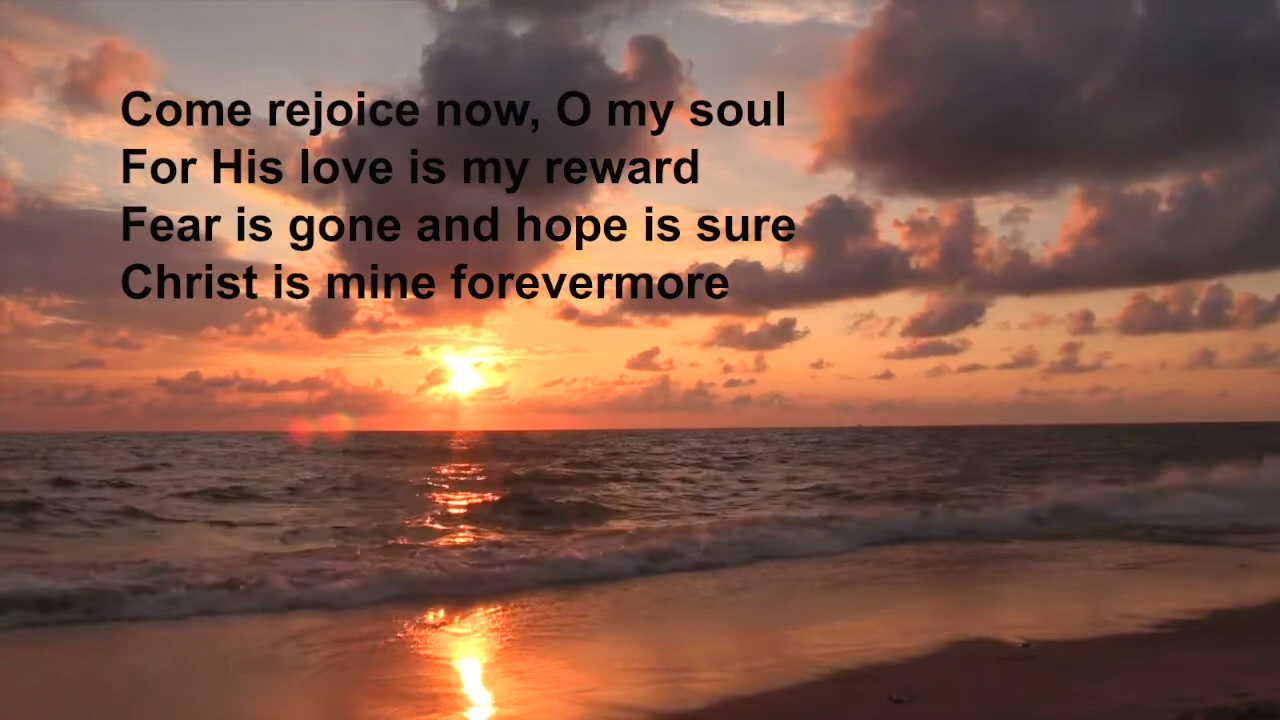 Come rejoice now, O my soul
For His love is my reward
Fear is gone and hope is sure
Christ is mine forevermore